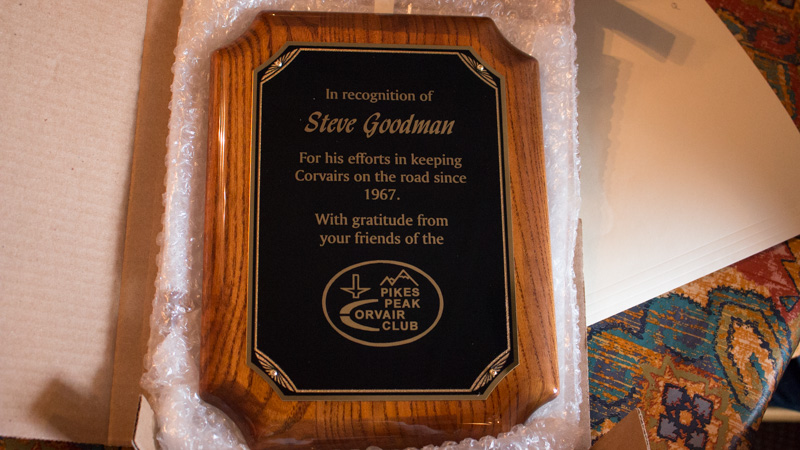 In recognition of
Steve Goodman
For his efforts in keeping
Corvairs on the road since
1967.
With gratitude from
your friends of the
PIKES
PEAK
CORVAIR
CLUB